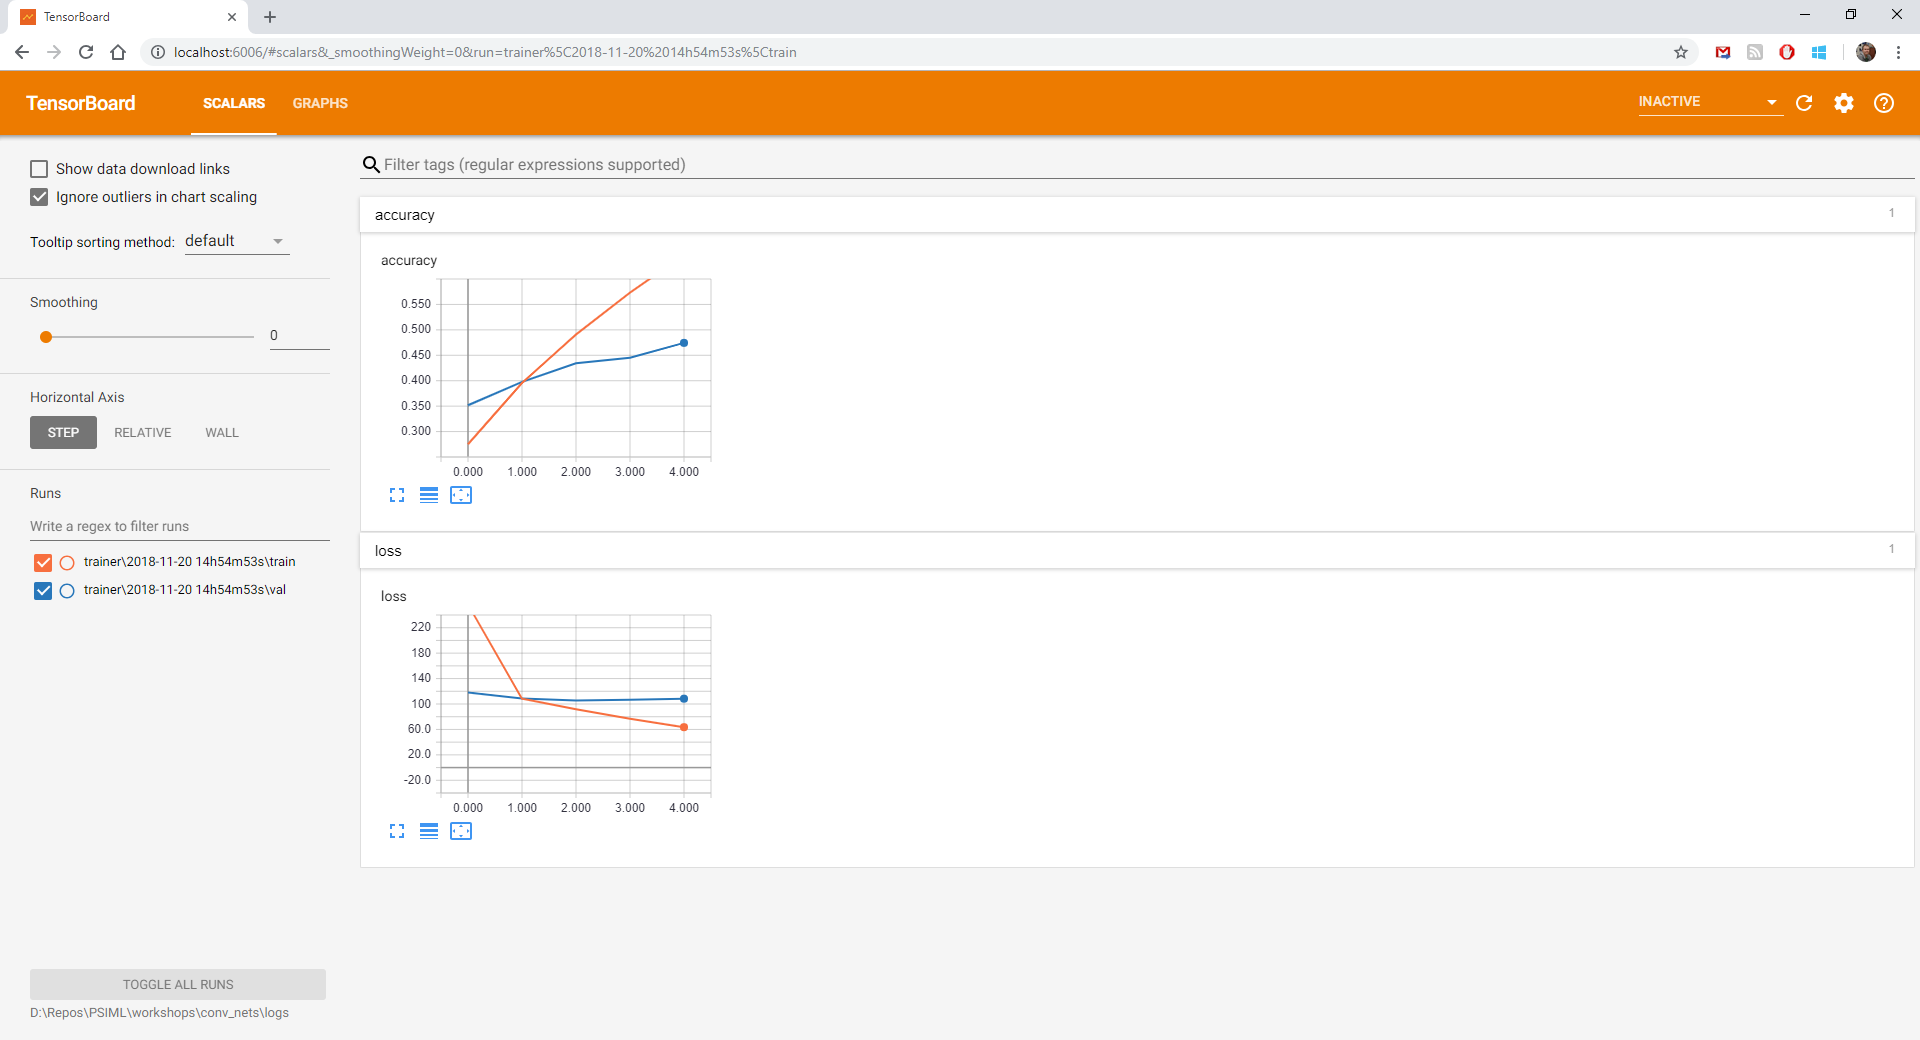 TensorBoard
localhost:6006/#scalars&_smoothingWeight=0&run=trainer%5C2018-11-20%2014h54m53s%5Ctrain
TensorBoard SCALARS GRAPHS INACTIVE
Show data download links
Ignore outliers in chart scaling
Tooltip sorting method: default
Smoothing
0
Horizontal Axis
STEP RELATIVE WALL
Runs
Write a regex to filter runs
trainer\2018-11-20 14h54m53s\train
trainer\2018-11-20 14h54m53s\val
TOGGLE ALL RUNS
D:\Repos\PSIML\workshops\conv_nets\logs
Filter tags (regular expressions supported)
accuracy 1
accuracy
0.550
0.500
0.450
0.400
0.350
0.300
0.000 1.000 2.000 3.000 4.000
loss 1
loss
220
180
140
100
60.0
20.0
-20.0
0.000 1.000 2.000 3.000 4.000